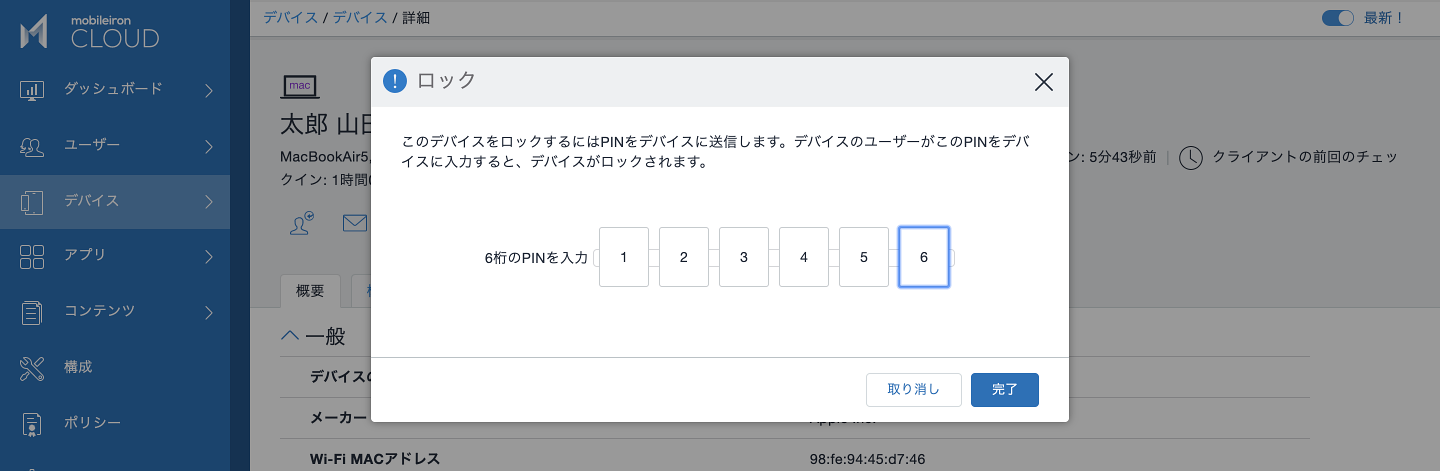 mobileiron
CLOUD
ダッシュボード
ユーザー
デバイス
アプリ
コンテンツ
構成
ポリシー
デバイス / デバイス / 詳細
最新！
mac
太郎 山
MacBookAir5,
クイン: 1時間
ン: 5分43秒前 | クライアントの前回のチェッ
概要
一般
デバイスの
メーカー
Wi-Fi MACアドレス
98:fe:94:45:d7:46
! ロック
このデバイスをロックするにはPINをデバイスに送信します。デバイスのユーザーがこのPINをデバ
イスに入力すると、デバイスがロックされます。
6桁のPINを入力 1 2 3 4 5 6
取り消し 完了